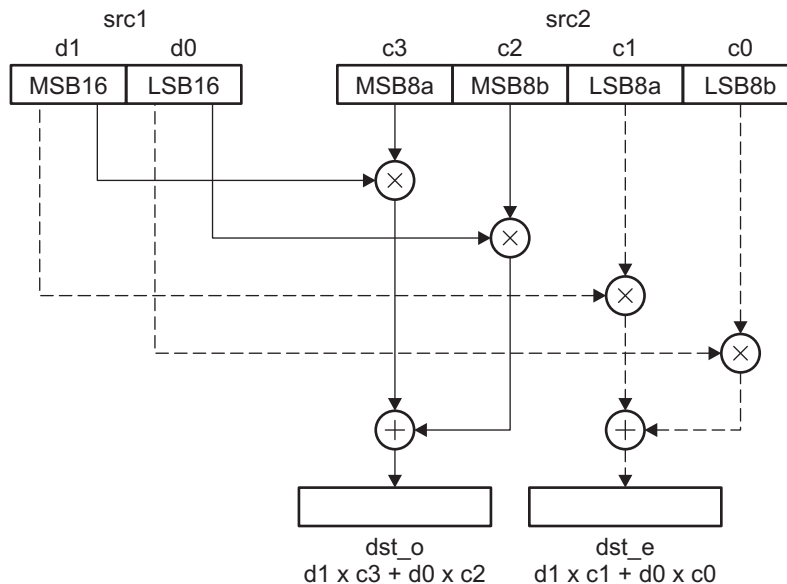 src1 src2
d1 d0 c3 c2 c1 c0
MSB16 LSB16 MSB8a MSB8b LSB8a LSB8b
×
×
×
×
+ +
dst_o dst_e
d1 x c3 + d0 x c2 d1 x c1 + d0 x c0